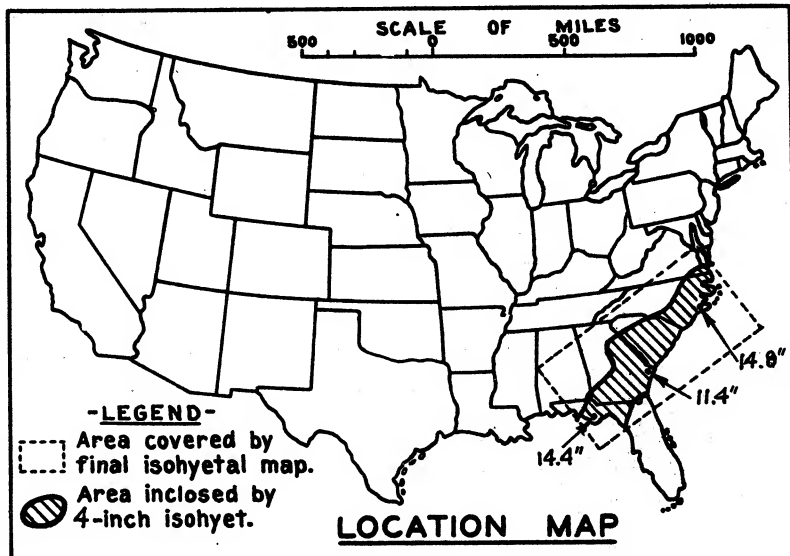 SCALE OF MILES
500 0 500 1000
14.8"
11.4"
14.4"
-LEGEND-
Area covered by
final isohyetal map.
Area inclosed by
4-inch isohyet.
LOCATION MAP